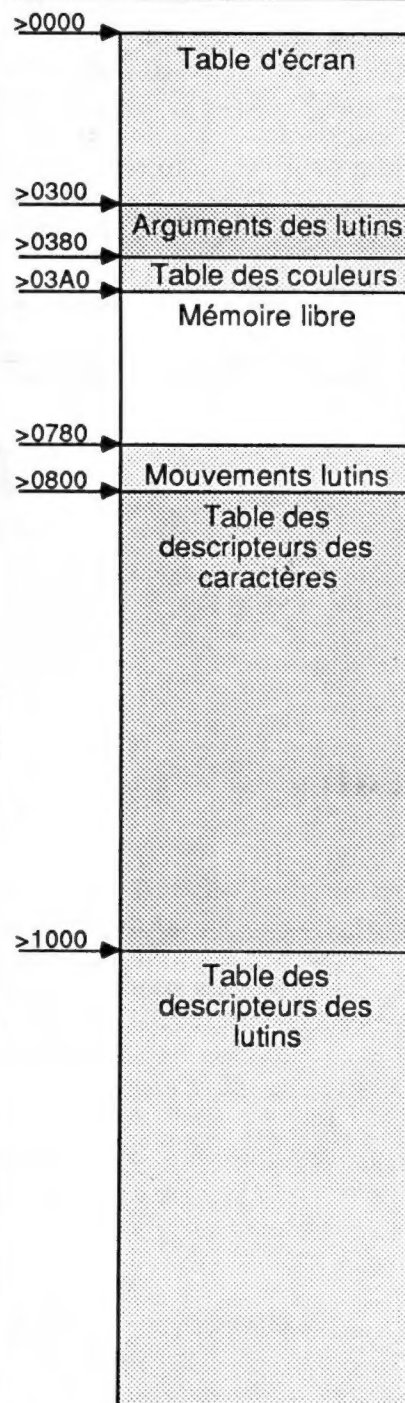 >0000
Table d'écran
>0300
Arguments des lutins
>0380
Table des couleurs
>03A0
Mémoire libre
>0780
Mouvements lutins
>0800
Table des
descripteurs des
caractères
>1000
Table des
descripteurs des
lutins